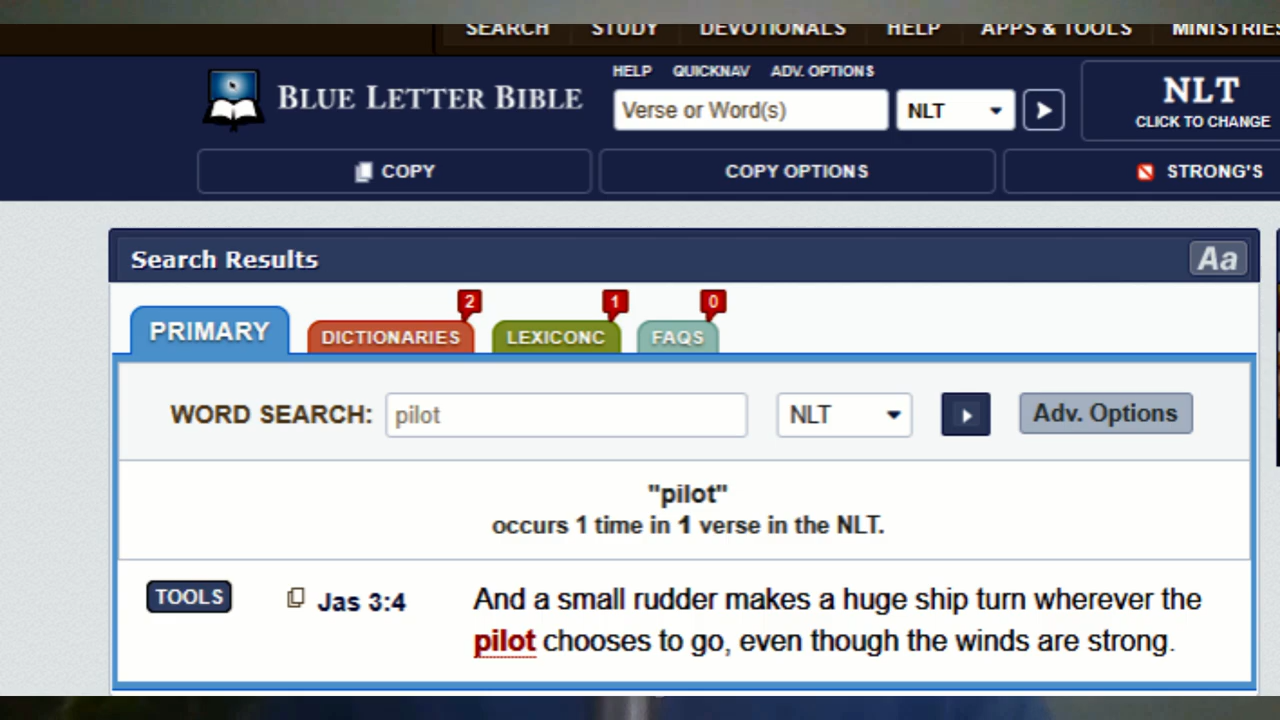 SEARCH STUDY DEVOTIONALS HELP APPS & TOOLS MINISTRIES
HELP QUICKNAV ADV. OPTIONS
BLUE LETTER BIBLE
Verse or Word(s) NLT
NLT
CLICK TO CHANGE
COPY COPY OPTIONS STRONG'S
Search Results Aa
2 1 0
PRIMARY DICTIONARIES LEXICONC FAQS
WORD SEARCH: pilot NLT Adv. Options
"pilot"
occurs 1 time in 1 verse in the NLT.
TOOLS Jas 3:4 And a small rudder makes a huge ship turn wherever the
pilot chooses to go, even though the winds are strong.